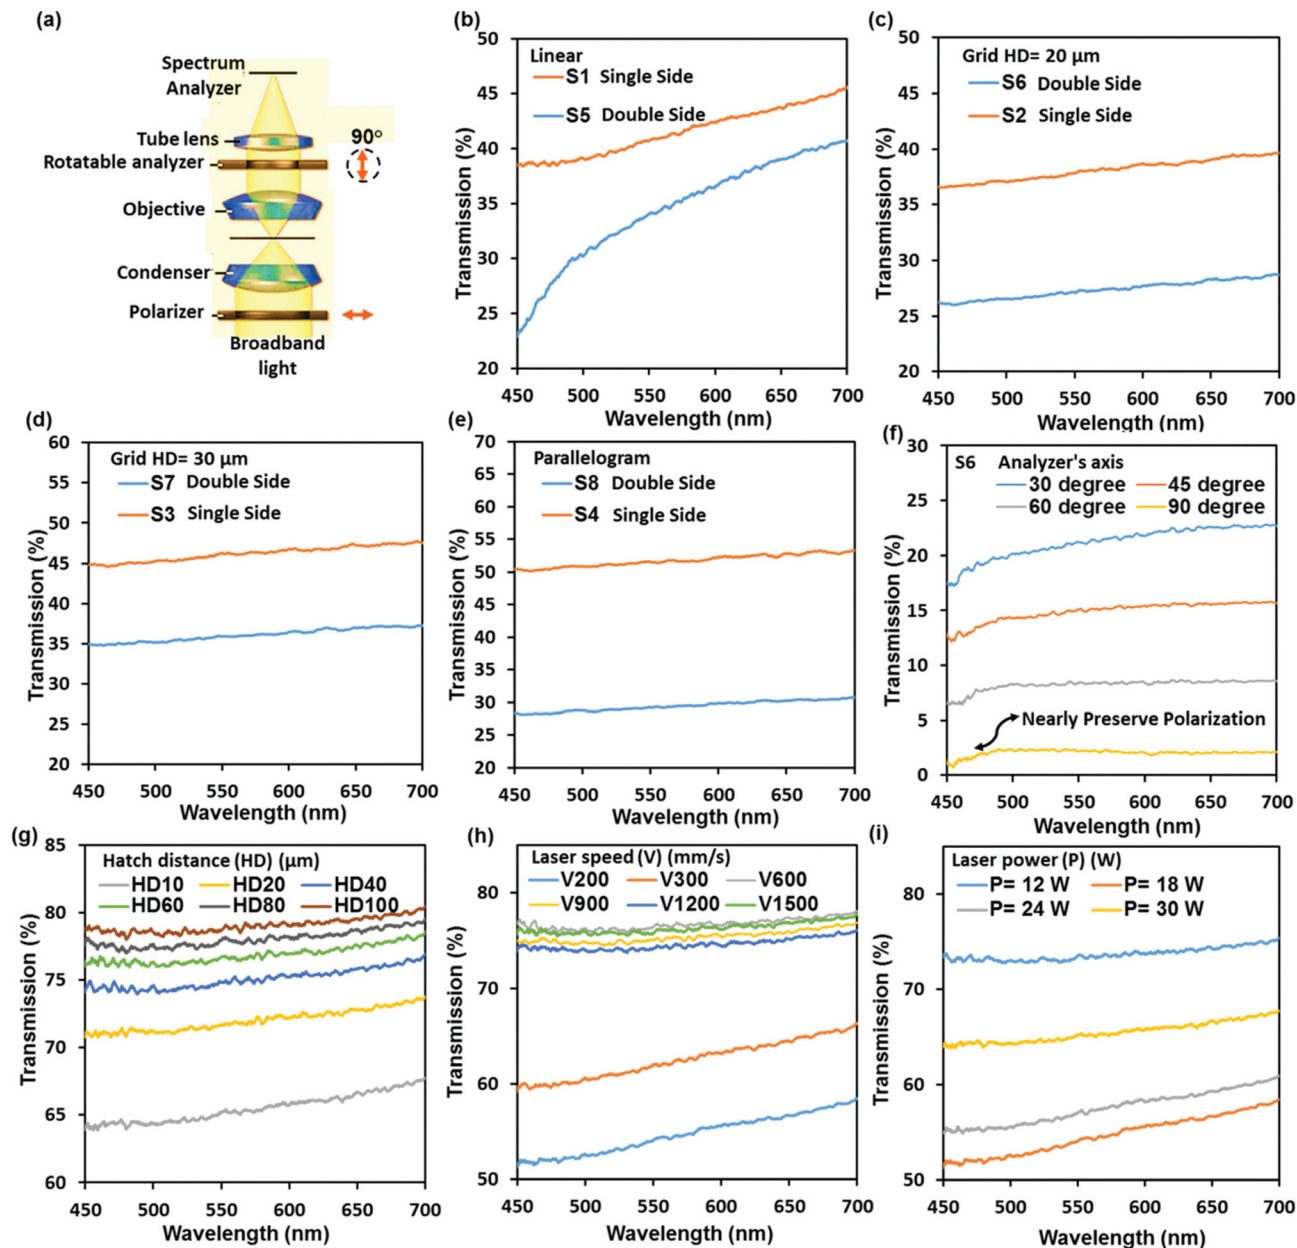 (a)
Spectrum
Analyzer
Tube lens
90°
Rotatable analyzer
Objective
Condenser
Polarizer
Broadband
light
(b)
50
45
40
35
30
25
20
Transmission (%)
Linear
S1 Single Side
S5 Double Side
450 500 550 600 650 700
Wavelength (nm)
(c)
50
45
40
35
30
25
20
Transmission (%)
Grid HD= 20 μm
S6 Double Side
S2 Single Side
450 500 550 600 650 700
Wavelength (nm)
(d)
60
55
50
45
40
35
30
25
20
Transmission (%)
Grid HD= 30 μm
S7 Double Side
S3 Single Side
450 500 550 600 650 700
Wavelength (nm)
(e)
70
65
60
55
50
45
40
35
30
25
20
Transmission (%)
Parallelogram
S8 Double Side
S4 Single Side
450 500 550 600 650 700
Wavelength (nm)
(f)
30
25
20
15
10
5
0
Transmission (%)
S6 Analyzer's axis
30 degree 45 degree
60 degree 90 degree
Nearly Preserve Polarization
450 500 550 600 650 700
Wavelength (nm)
(g)
85
80
75
70
65
60
Transmission (%)
Hatch distance (HD) (μm)
HD10 HD20 HD40
HD60 HD80 HD100
450 500 550 600 650 700
Wavelength (nm)
(h)
80
70
60
50
Transmission (%)
Laser speed (V) (mm/s)
V200 V300 V600
V900 V1200 V1500
450 500 550 600 650 700
Wavelength (nm)
(i)
80
70
60
50
Transmission (%)
Laser power (P) (W)
P= 12 W P= 18 W
P= 24 W P= 30 W
450 500 550 600 650 700
Wavelength (nm)